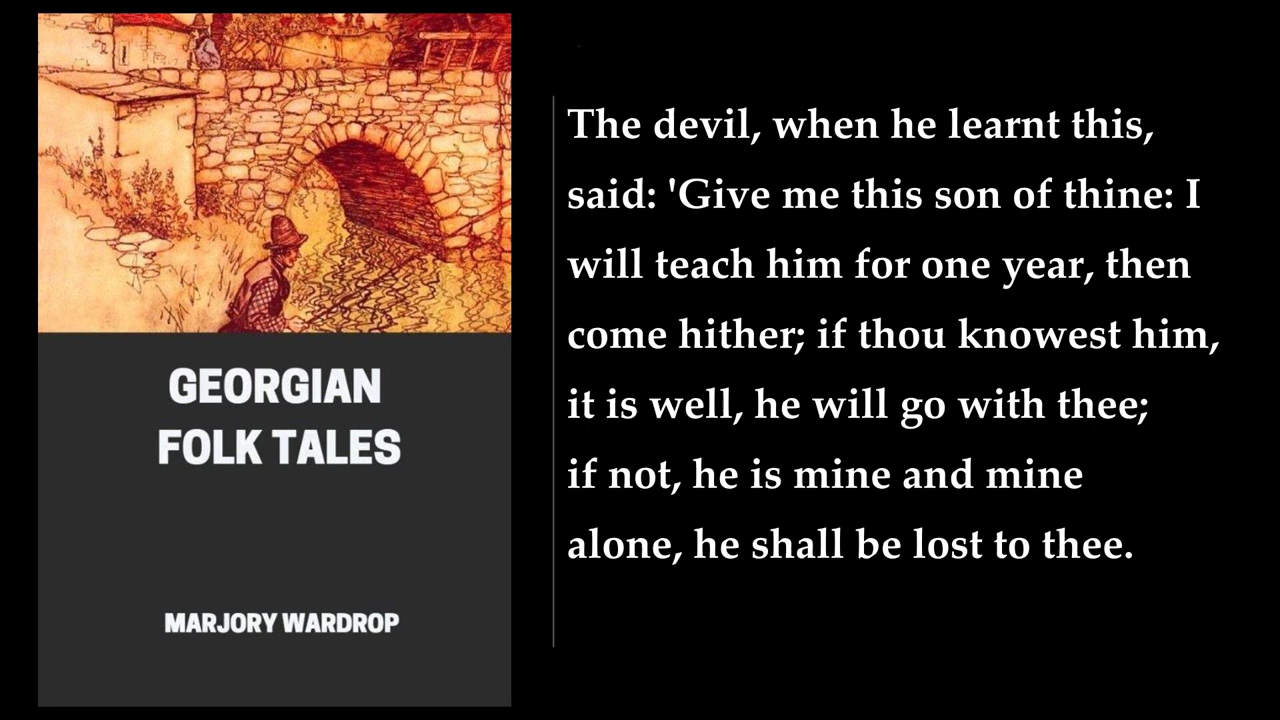 GEORGIAN
FOLK TALES
MARJORY WARDROP
The devil, when he learnt this,
said: 'Give me this son of thine: I
will teach him for one year, then
come hither; if thou knowest him,
it is well, he will go with thee;
if not, he is mine and mine
alone, he shall be lost to thee.